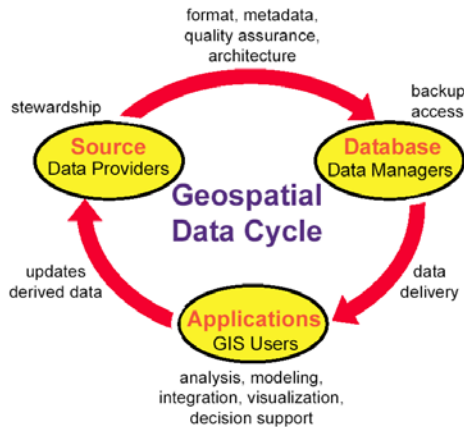 format, metadata,
quality assurance,
architecture
stewardship
backup
access
Source
Data Providers
Database
Data Managers
Geospatial
Data Cycle
updates
derived data
data
delivery
Applications
GIS Users
analysis, modeling,
integration, visualization,
decision support